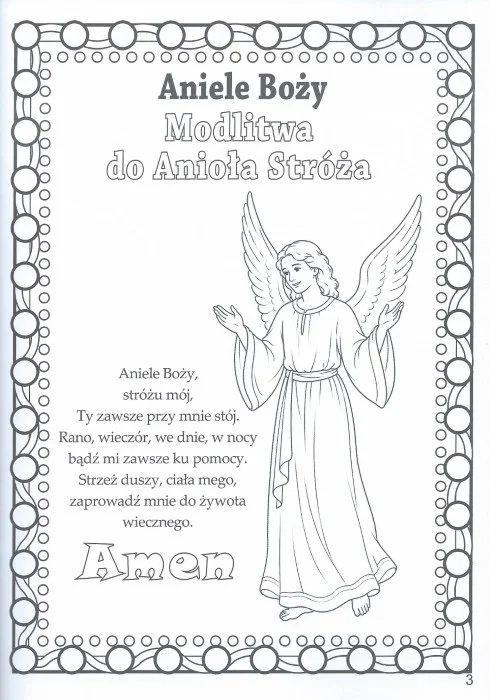 Aniele Boży
Modlitwa
do Anioła Stróża
Aniele Boży,
stróżu mój,
Ty zawsze przy mnie stój.
Rano, wieczór, we dnie, w nocy
bądź mi zawsze ku pomocy.
Strzeż duszy, ciała mego,
zaprowadź mnie do żywota
wiecznego.
Amen
3